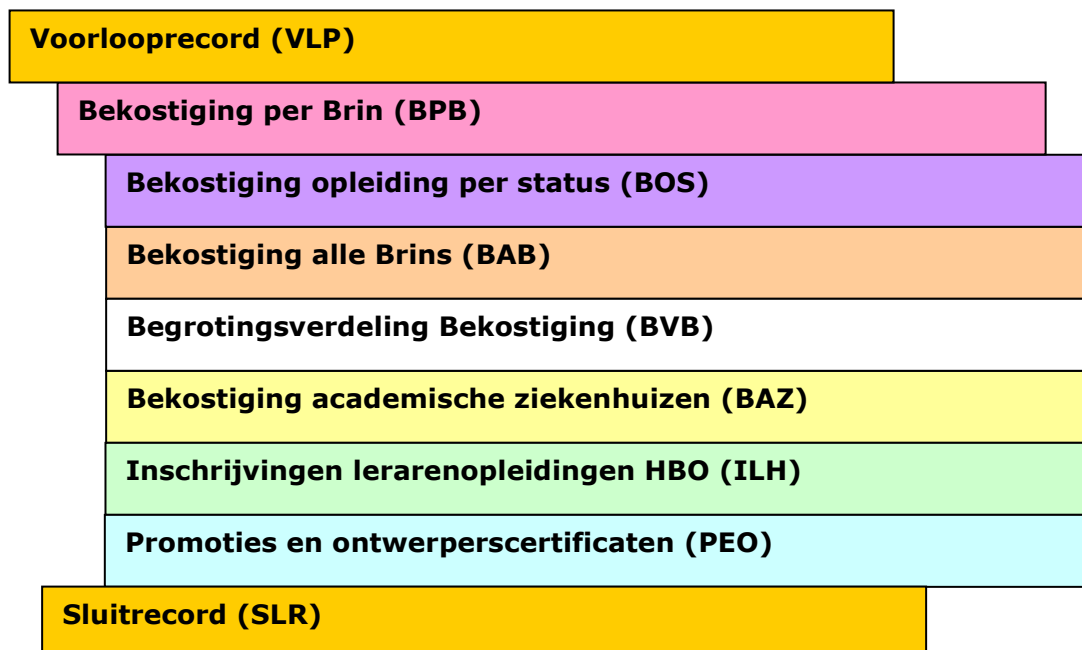 Voorlooprecord (VLP)
Bekostiging per Brin (BPB)
Bekostiging opleiding per status (BOS)
Bekostiging alle Brins (BAB)
Begrotingsverdeling Bekostiging (BVB)
Bekostiging academische ziekenhuizen (BAZ)
Inschrijvingen lerarenopleidingen HBO (ILH)
Promoties en ontwerperscertificaten (PEO)
Sluitrecord (SLR)